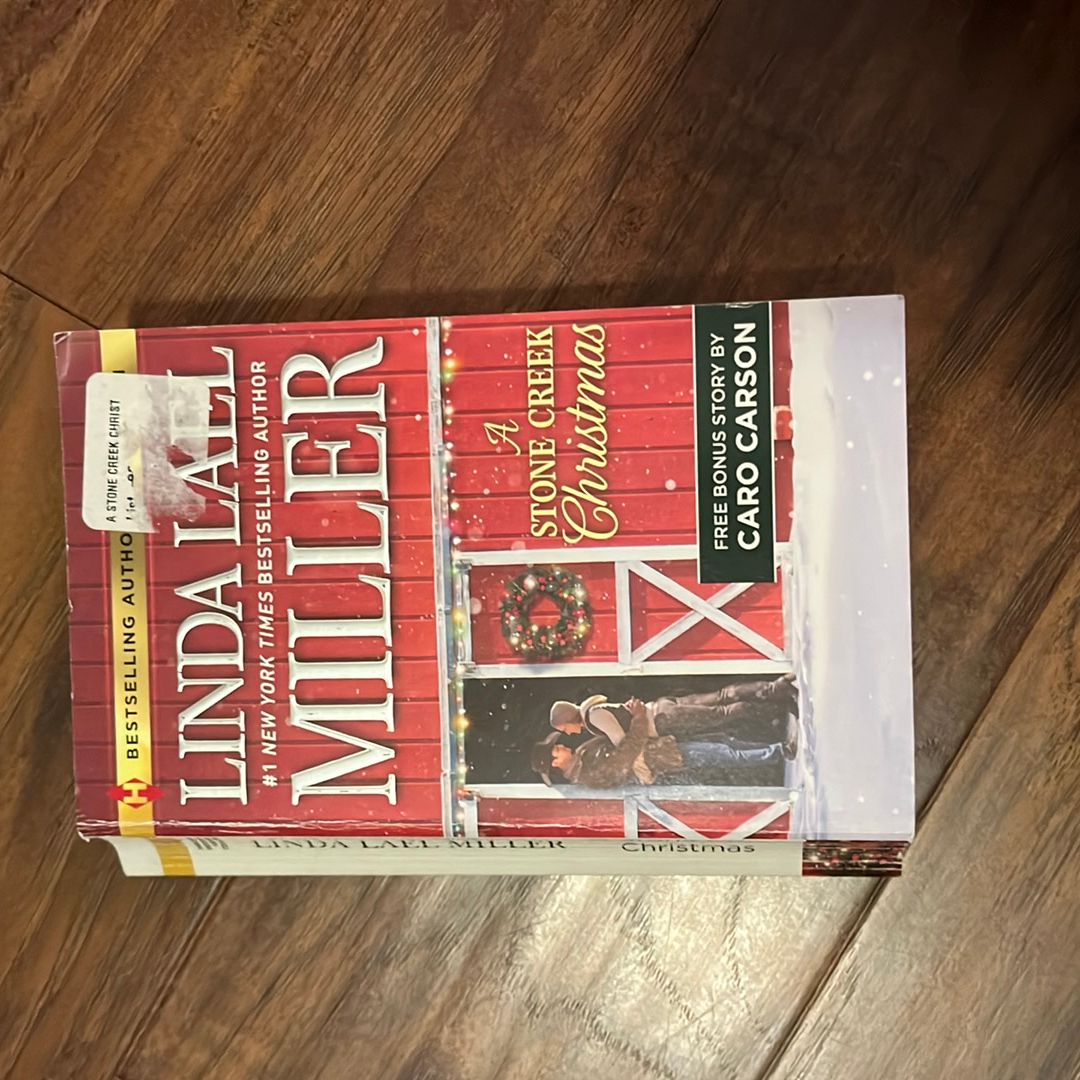 A STONE CREEK CHRIST
BESTSELLING AUTHO
LINDA LAEL
#1 NEW YORK TIMES BESTSELLING AUTHOR
MILLER
A
STONE CREEK
Christmas
FREE BONUS STORY BY
CARO CARSON
LINDA LAEL MILLER
Christmas